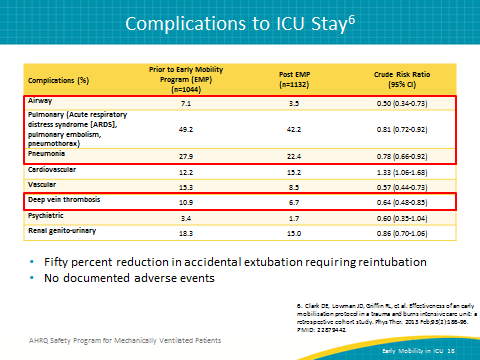 Complications to ICU Stay6
Complications (%)
Prior to Early Mobility
Program (EMP)
(n=1044)
Post EMP
(n=1132)
Crude Risk Ratio
(95% CI)
Airway 7.1 3.5 0.50 (0.34-0.73)
Pulmonary (Acute respiratory
distress syndrome [ARDS],
pulmonary embolism,
pneumothorax)
49.2 42.2 0.81 (0.72-0.92)
Pneumonia 27.9 22.4 0.78 (0.66-0.92)
Cardiovascular 12.2 15.2 1.33 (1.06-1.68)
Vascular 15.3 8.5 0.57 (0.44-0.73)
Deep vein thrombosis 10.9 6.7 0.64 (0.48-0.85)
Psychiatric 3.4 1.7 0.60 (0.35-1.04)
Renal genito-urinary 18.3 15.0 0.86 (0.70-1.06)
• Fifty percent reduction in accidental extubation requiring reintubation
• No documented adverse events
6. Clark DE, Lowman JD, Griffin RL, et al. Effectiveness of an early
mobilization protocol in a trauma and burns intensive care unit: a
retrospective cohort study. Phys Ther. 2013 Feb;93(2):186-96.
PMID: 22879442.
AHRQ Safety Program for Mechanically Ventilated Patients
Early Mobility in ICU 18